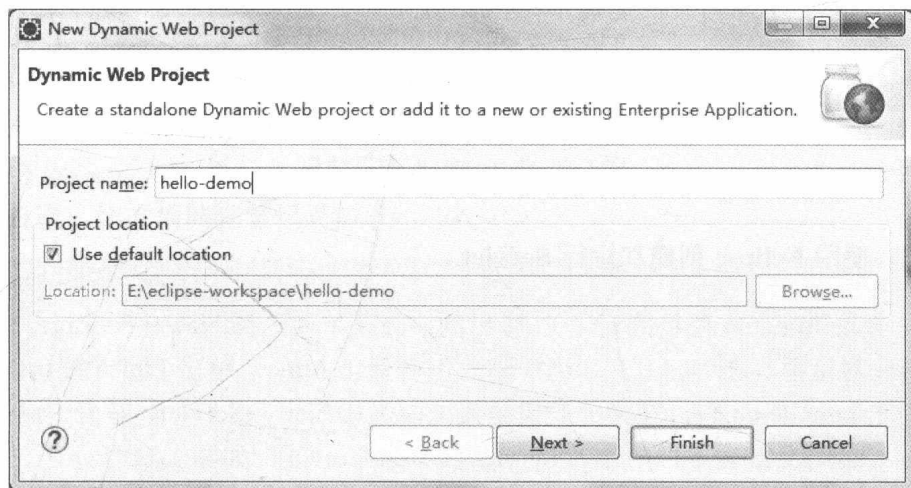 New Dynamic Web Project
Dynamic Web Project
Create a standalone Dynamic Web project or add it to a new or existing Enterprise Application.
Project name: hello-demo
Project location
Use default location
Location: E:\eclipse-workspace\hello-demo
Browse...
?
< Back
Next >
Finish
Cancel